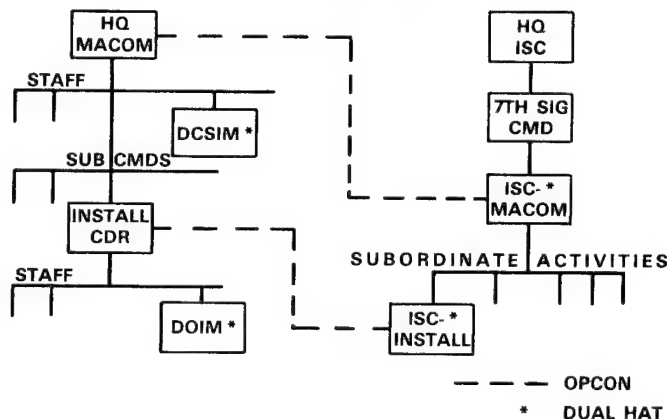 HQ
MACOM
STAFF
DCSIM *
SUB CMDS
INSTALL
CDR
STAFF
DOIM *
HQ
ISC
7TH SIG
CMD
ISC- *
MACOM
SUBORDINATE ACTIVITIES
ISC- *
INSTALL
OPCON
* DUAL HAT